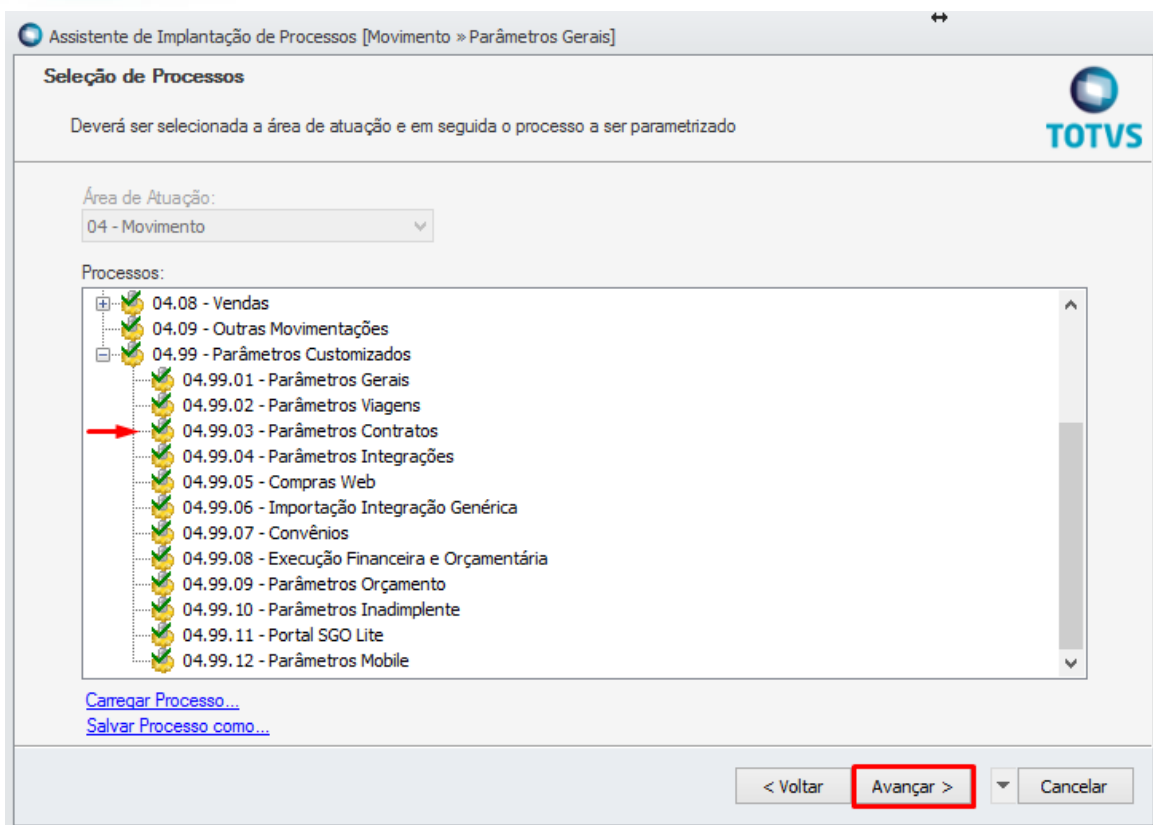 Assistente de Implantação de Processos [Movimento » Parâmetros Gerais]
Seleção de Processos
Deverá ser selecionada a área de atuação e em seguida o processo a ser parametrizado
TOTVS
Área de Atuação:
04 - Movimento
Processos:
04.08 - Vendas
04.09 - Outras Movimentações
04.99 - Parâmetros Customizados
04.99.01 - Parâmetros Gerais
04.99.02 - Parâmetros Viagens
04.99.03 - Parâmetros Contratos
04.99.04 - Parâmetros Integrações
04.99.05 - Compras Web
04.99.06 - Importação Integração Genérica
04.99.07 - Convênios
04.99.08 - Execução Financeira e Orçamentária
04.99.09 - Parâmetros Orçamento
04.99.10 - Parâmetros Inadimplente
04.99.11 - Portal SGO Lite
04.99.12 - Parâmetros Mobile
Carregar Processo...
Salvar Processo como...
< Voltar Avançar > Cancelar